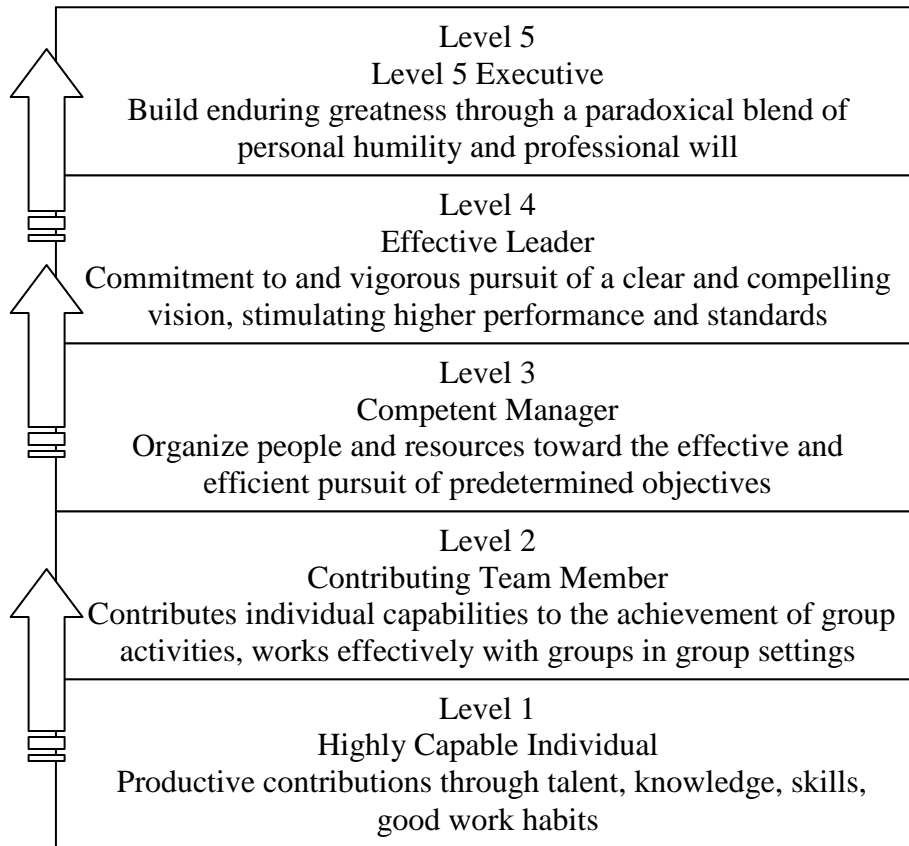 Level 5
Level 5 Executive
Build enduring greatness through a paradoxical blend of
personal humility and professional will
Level 4
Effective Leader
Commitment to and vigorous pursuit of a clear and compelling
vision, stimulating higher performance and standards
Level 3
Competent Manager
Organize people and resources toward the effective and
efficient pursuit of predetermined objectives
Level 2
Contributing Team Member
Contributes individual capabilities to the achievement of group
activities, works effectively with groups in group settings
Level 1
Highly Capable Individual
Productive contributions through talent, knowledge, skills,
good work habits